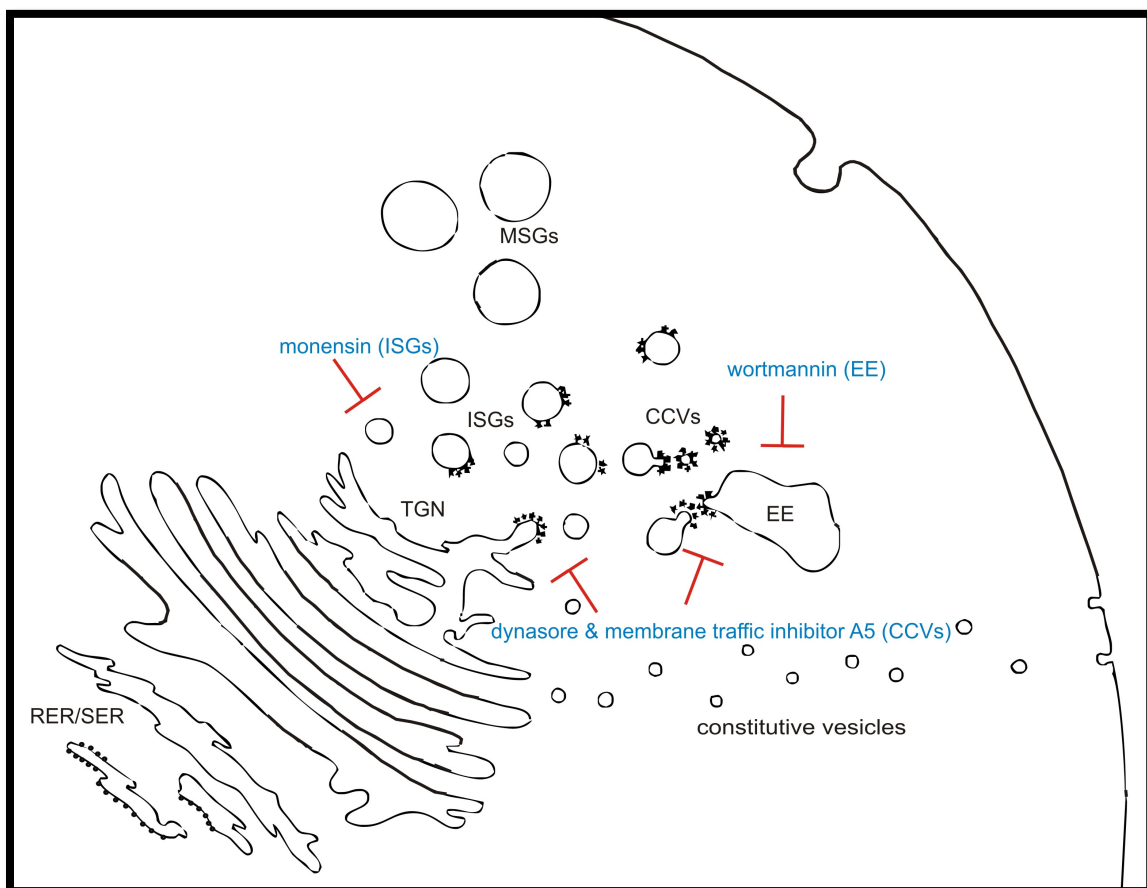 MSGs
monensin (ISGs)
wortmannin (EE)
ISGs
CCVs
TGN
EE
dynasore & membrane traffic inhibitor A5 (CCVs)
RER/SER
constitutive vesicles